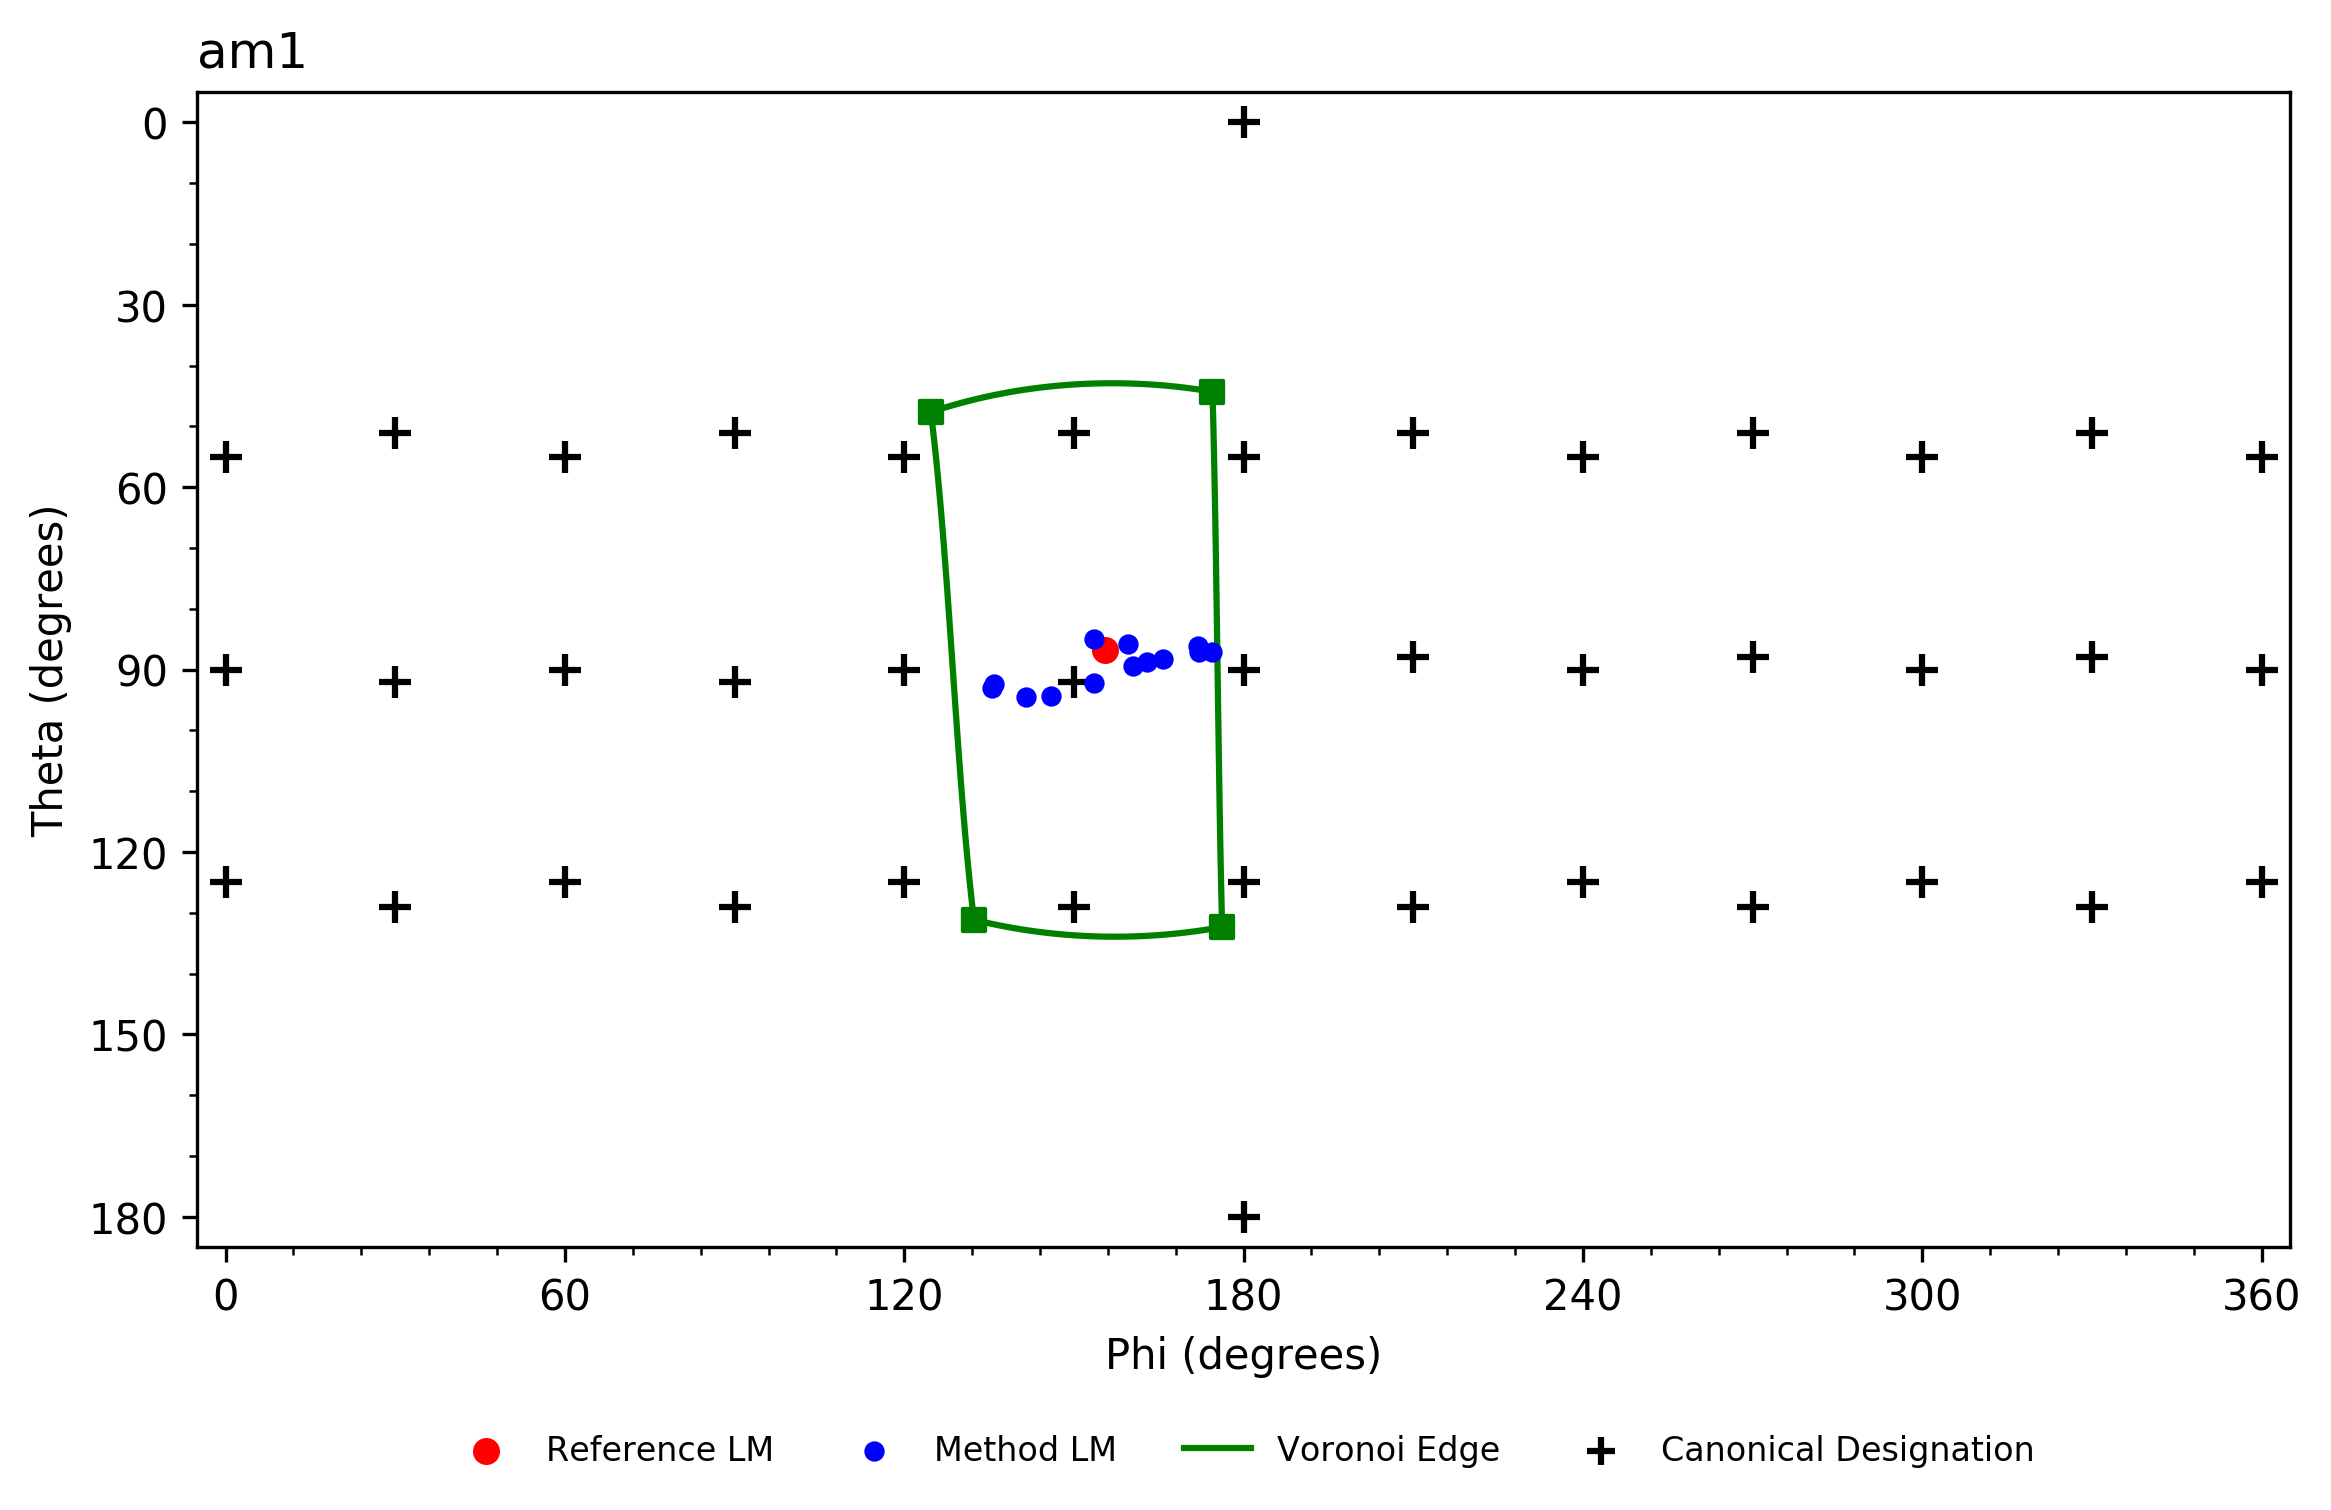 am1
0
30
60
90
120
150
180
Theta (degrees)
0 60 120 180 240 300 360
Phi (degrees)
Reference LM Method LM Voronoi Edge Canonical Designation